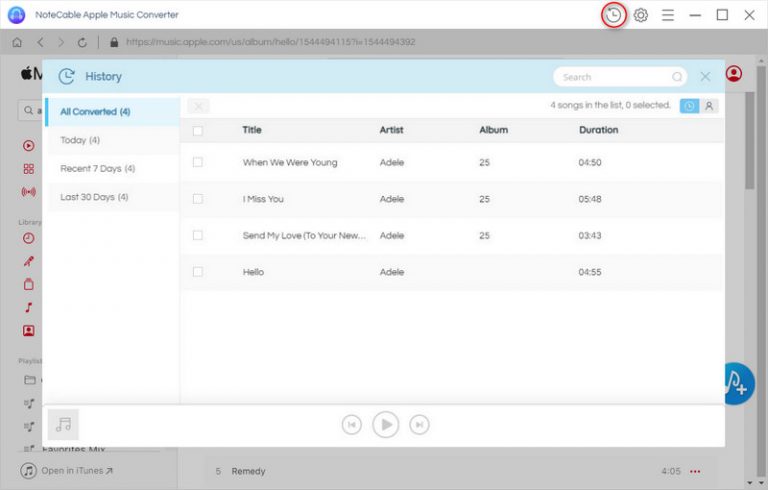 NoteCable Apple Music Converter
https://music.apple.com/us/album/hello/1544494115?i=1544494392
History
Search
All Converted (4)
4 songs in the list, 0 selected.
Title Artist Album Duration
Today (4)
When We Were Young Adele 25 04:50
Recent 7 Days (4)
Last 30 Days (4)
I Miss You Adele 25 05:48
Library
Send My Love (To Your New... Adele 25 03:43
Hello Adele 04:55
Playlist
Favorites Mix
Open in iTunes ↗
5 Remedy 4:05